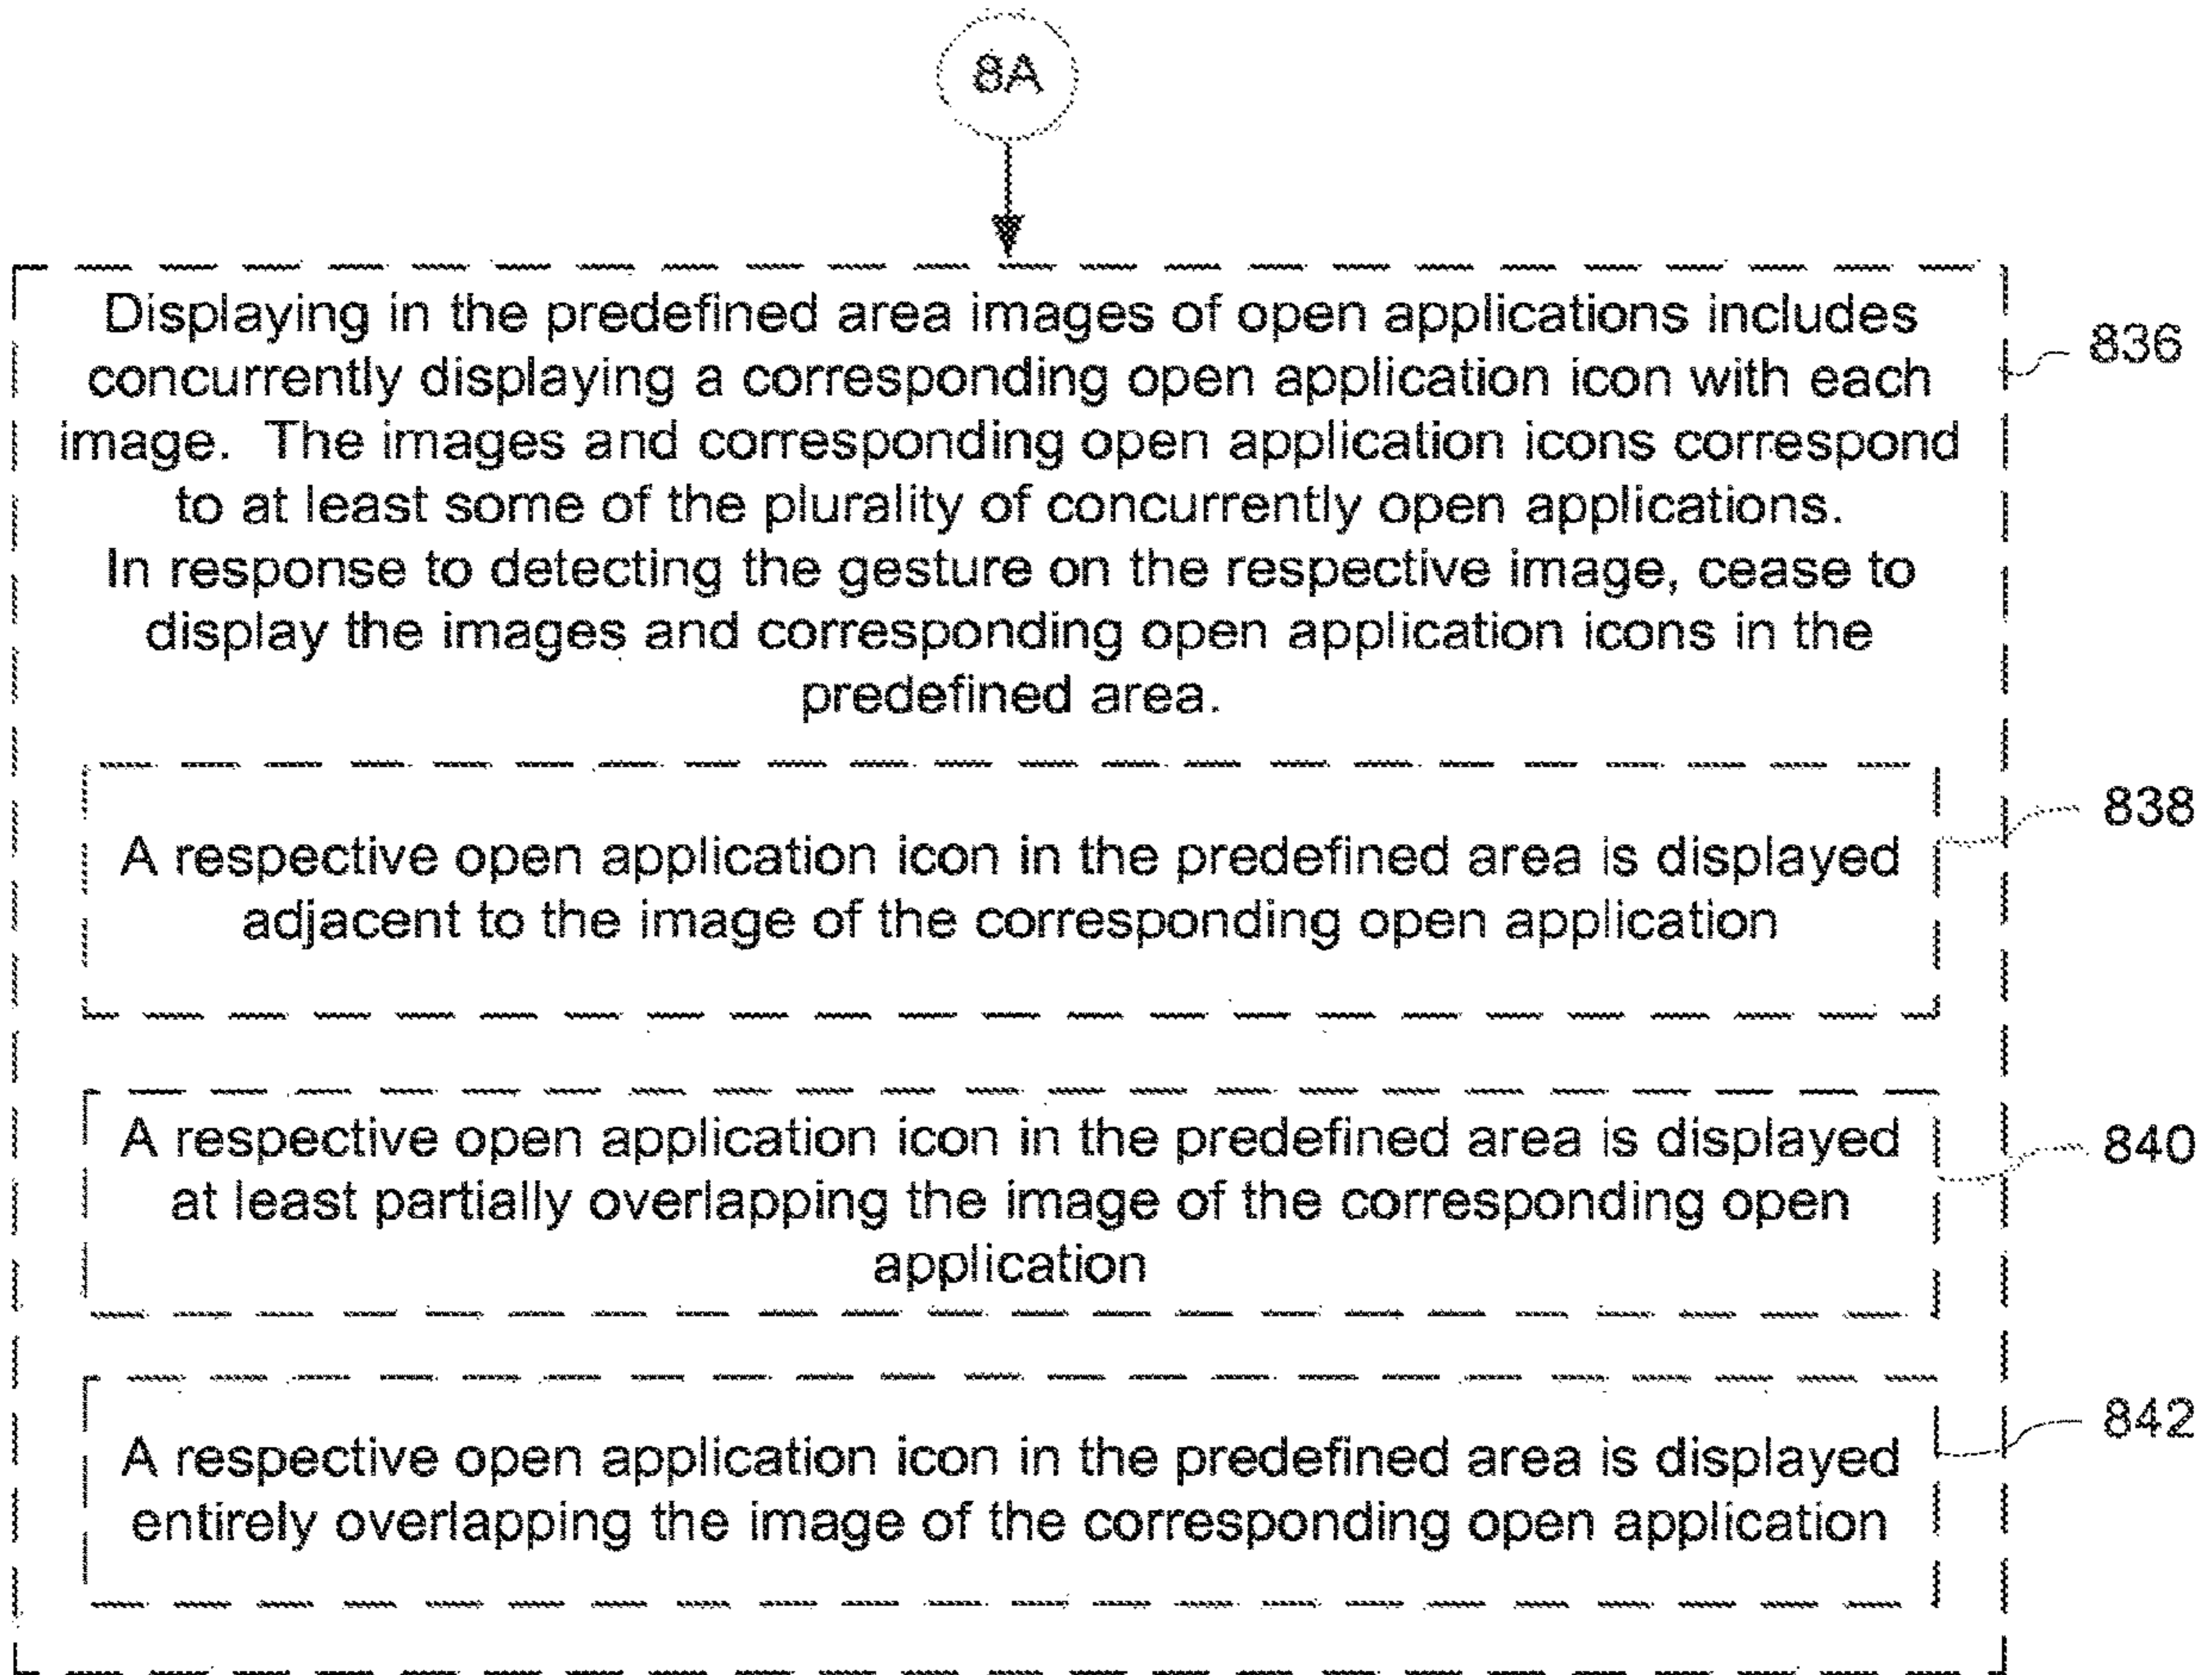 8A
Displaying in the predefined area images of open applications includes
concurrently displaying a corresponding open application icon with each
image. The images and corresponding open application icons correspond
to at least some of the plurality of concurrently open applications.
In response to detecting the gesture on the respective image, cease to
display the images and corresponding open application icons in the
predefined area.
836
A respective open application icon in the predefined area is displayed
adjacent to the image of the corresponding open application
838
A respective open application icon in the predefined area is displayed
at least partially overlapping the image of the corresponding open
application
840
A respective open application icon in the predefined area is displayed
entirely overlapping the image of the corresponding open application
842